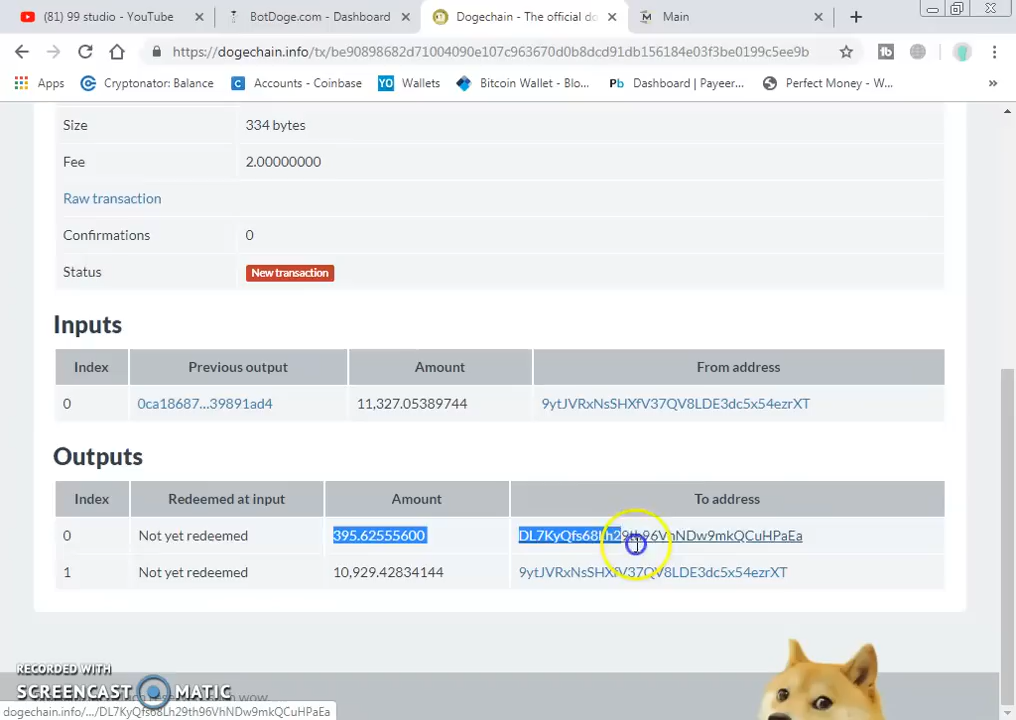 (81) 99 studio - YouTube
BotDoge.com - Dashboard
Dogechain - The official do
Main
https://dogechain.info/tx/be90898682d71004090e107c963670d0b8dcd91db156184e03f3be0199c5ee9b
Apps
Cryptonator: Balance
Accounts - Coinbase
YO Wallets
Bitcoin Wallet - Blo...
Pb Dashboard | Payeer...
Perfect Money - W...
»
Size 334 bytes
Fee 2.00000000
Raw transaction
Confirmations 0
Status New transaction
Inputs
Index Previous output Amount From address
0 0ca18687...39891ad4 11,327.05389744 9ytJVRxNsSHXfV37QV8LDE3dc5x54ezrXT
Outputs
Index Redeemed at input Amount To address
0 Not yet redeemed 395.62555600 DL7KyQfs68Lh29th96VhNDw9mkQCuHPaEa
1 Not yet redeemed 10,929.42834144 9ytJVRxNsSHXfV37QV8LDE3dc5x54ezrXT
RECORDED WITH
SCREENCAST MATIC
dogechain.info/.../DL7KyQfs68Lh29th96VhNDw9mkQCuHPaEa